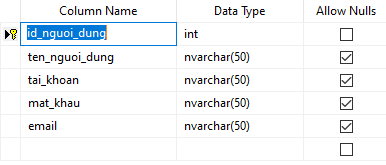 Column Name Data Type Allow Nulls
id_nguoi_dung int
ten_nguoi_dung nvarchar(50)
tai_khoan nvarchar(50)
mat_khau nvarchar(50)
email nvarchar(50)